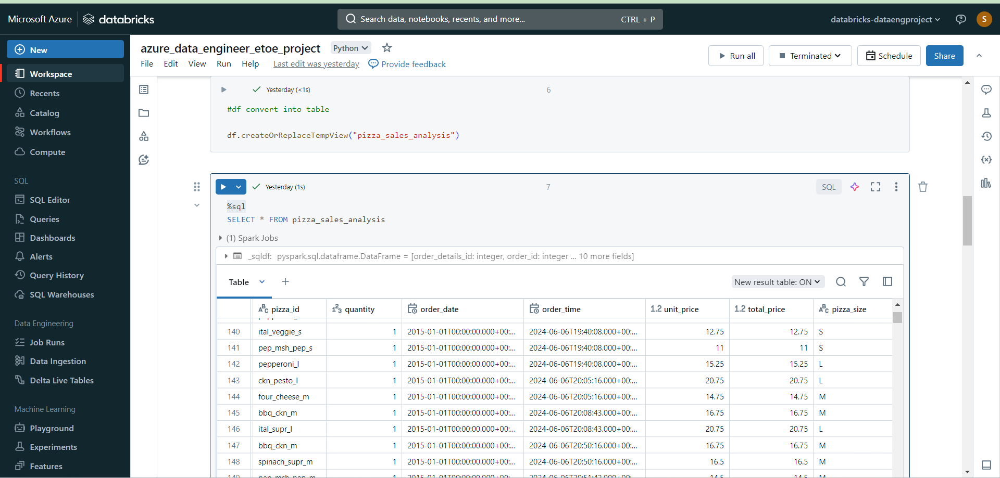 Microsoft Azure databricks
Search data, notebooks, recents, and more... CTRL + P
databricks-dataengproject
S
New
Workspace
Recents
Catalog
Workflows
Compute
SQL
SQL Editor
Queries
Dashboards
Alerts
Query History
SQL Warehouses
Data Engineering
Job Runs
Data Ingestion
Delta Live Tables
Machine Learning
Playground
Experiments
Features
azure_data_engineer_etoe_project Python
File Edit View Run Help Last edit was yesterday Provide feedback
Run all Terminated Schedule Share
Yesterday (<1s) 6
#df convert into table
df.createOrReplaceTempView("pizza_sales_analysis")
Yesterday (1s) 7 SQL
%sql
SELECT * FROM pizza_sales_analysis
(1) Spark Jobs
_sqldf: pyspark.sql.dataframe.DataFrame = [order_details_id: integer, order_id: integer ... 10 more fields]
Table + New result table: ON
pizza_id quantity order_date order_time 1.2 unit_price 1.2 total_price pizza_size
140 ital_veggie_s 1 2015-01-01T00:00:00.000+00:... 2024-06-06T19:40:08.000+00:... 12.75 12.75 S
141 pep_msh_pep_s 1 2015-01-01T00:00:00.000+00:... 2024-06-06T19:40:08.000+00:... 11 11 S
142 pepperoni_l 1 2015-01-01T00:00:00.000+00:... 2024-06-06T19:40:08.000+00:... 15.25 15.25 L
143 ckn_pesto_l 1 2015-01-01T00:00:00.000+00:... 2024-06-06T20:05:16.000+00:... 20.75 20.75 L
144 four_cheese_m 1 2015-01-01T00:00:00.000+00:... 2024-06-06T20:05:16.000+00:... 14.75 14.75 M
145 bbq_ckn_m 1 2015-01-01T00:00:00.000+00:... 2024-06-06T20:08:43.000+00:... 16.75 16.75 M
146 ital_supr_l 1 2015-01-01T00:00:00.000+00:... 2024-06-06T20:08:43.000+00:... 20.75 20.75 L
147 bbq_ckn_m 1 2015-01-01T00:00:00.000+00:... 2024-06-06T20:50:16.000+00:... 16.75 16.75 M
148 spinach_supr_m 1 2015-01-01T00:00:00.000+00:... 2024-06-06T20:50:16.000+00:... 16.5 16.5 M